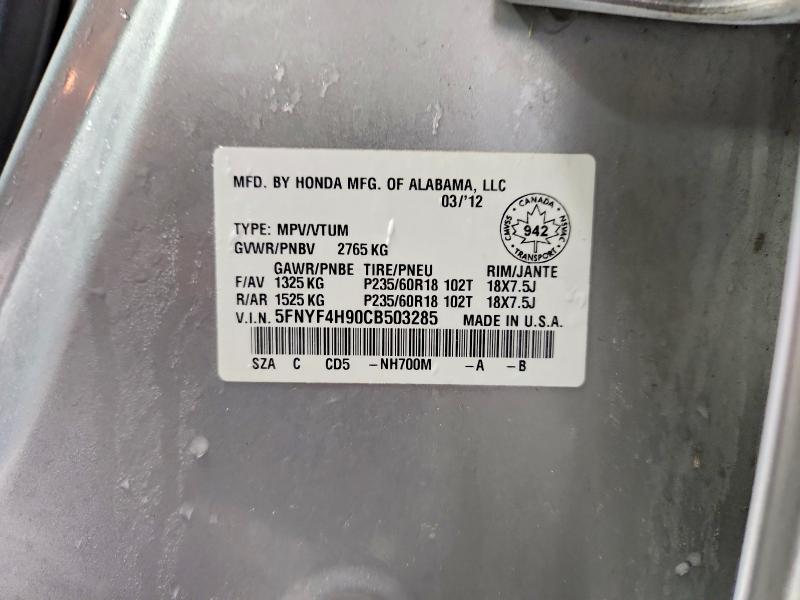 MFD. BY HONDA MFG. OF ALABAMA, LLC
03/'12
CANADA
CMVSS NSVAC
942
TRANSPORT
TYPE: MPV/VTUM
GVWR/PNBV 2765 KG
GAWR/PNBE TIRE/PNEU RIM/JANTE
F/AV 1325 KG P235/60R18 102T 18X7.5J
R/AR 1525 KG P235/60R18 102T 18X7.5J
V.I.N. 5FNYF4H90CB503285 MADE IN U.S.A.
SZA C CD5 -NH700M -A -B